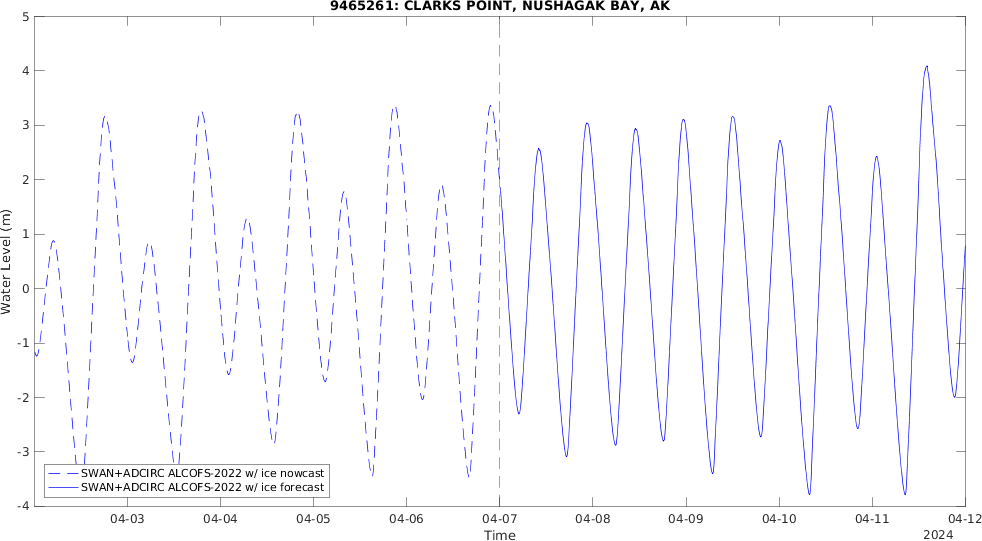 9465261: CLARKS POINT, NUSHAGAK BAY, AK
5
4
3
2
1
0
-1
-2
-3
-4
Water Level (m)
SWAN+ADCIRC ALCOFS-2022 w/ ice nowcast
SWAN+ADCIRC ALCOFS-2022 w/ ice forecast
04-03 04-04 04-05 04-06 04-07 04-08 04-09 04-10 04-11 04-12
Time
2024